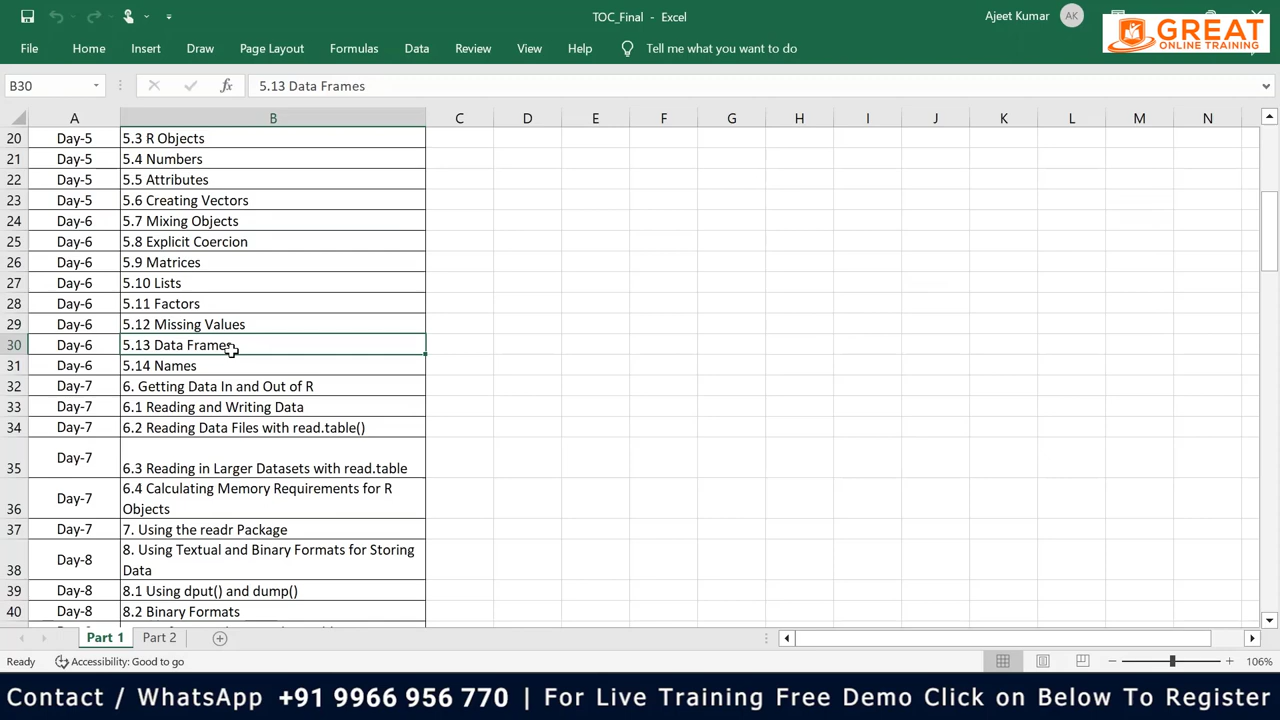 TOC_Final - Excel
Ajeet Kumar AK
GREAT
ONLINE TRAINING
File Home Insert Draw Page Layout Formulas Data Review View Help Tell me what you want to do
B30 fx 5.13 Data Frames
A B C D E F G H I J K L M N
20 Day-5 5.3 R Objects
21 Day-5 5.4 Numbers
22 Day-5 5.5 Attributes
23 Day-5 5.6 Creating Vectors
24 Day-6 5.7 Mixing Objects
25 Day-6 5.8 Explicit Coercion
26 Day-6 5.9 Matrices
27 Day-6 5.10 Lists
28 Day-6 5.11 Factors
29 Day-6 5.12 Missing Values
30 Day-6 5.13 Data Frames
31 Day-6 5.14 Names
32 Day-7 6. Getting Data In and Out of R
33 Day-7 6.1 Reading and Writing Data
34 Day-7 6.2 Reading Data Files with read.table()
35 Day-7 6.3 Reading in Larger Datasets with read.table
36 Day-7 6.4 Calculating Memory Requirements for R
Objects
37 Day-7 7. Using the readr Package
38 Day-8 8. Using Textual and Binary Formats for Storing
Data
39 Day-8 8.1 Using dput() and dump()
40 Day-8 8.2 Binary Formats
Part 1 Part 2
Ready Accessibility: Good to go 106%
Contact / WhatsApp +91 9966 956 770 | For Live Training Free Demo Click on Below To Register